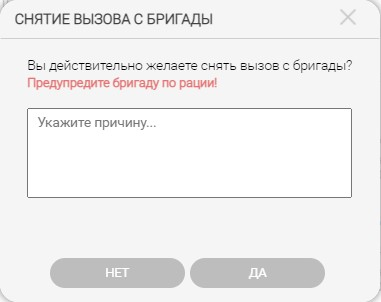 СНЯТИЕ ВЫЗОВА С БРИГАДЫ
Вы действительно желаете снять вызов с бригады?
Предупредите бригаду по рации!
Укажите причину...
НЕТ ДА